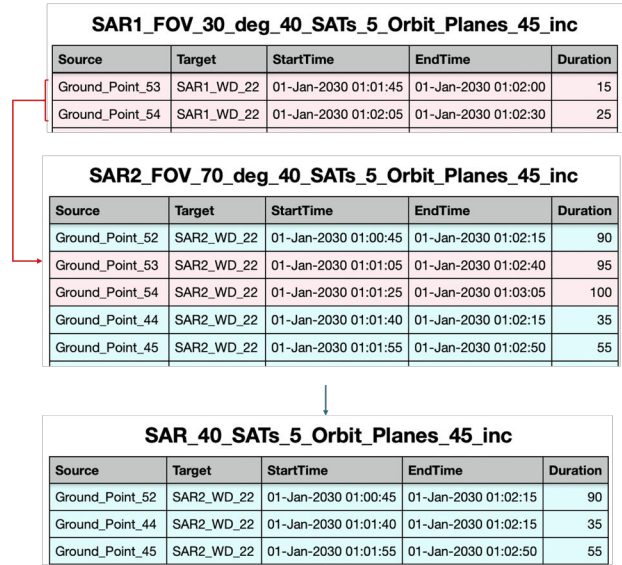 SAR1_FOV_30_deg_40_SATs_5_Orbit_Planes_45_inc
Source Target StartTime EndTime Duration
Ground_Point_53 SAR1_WD_22 01-Jan-2030 01:01:45 01-Jan-2030 01:02:00 15
Ground_Point_54 SAR1_WD_22 01-Jan-2030 01:02:05 01-Jan-2030 01:02:30 25
SAR2_FOV_70_deg_40_SATs_5_Orbit_Planes_45_inc
Source Target StartTime EndTime Duration
Ground_Point_52 SAR2_WD_22 01-Jan-2030 01:00:45 01-Jan-2030 01:02:15 90
Ground_Point_53 SAR2_WD_22 01-Jan-2030 01:01:05 01-Jan-2030 01:02:40 95
Ground_Point_54 SAR2_WD_22 01-Jan-2030 01:01:25 01-Jan-2030 01:03:05 100
Ground_Point_44 SAR2_WD_22 01-Jan-2030 01:01:40 01-Jan-2030 01:02:15 35
Ground_Point_45 SAR2_WD_22 01-Jan-2030 01:01:55 01-Jan-2030 01:02:50 55
SAR_40_SATs_5_Orbit_Planes_45_inc
Source Target StartTime EndTime Duration
Ground_Point_52 SAR2_WD_22 01-Jan-2030 01:00:45 01-Jan-2030 01:02:15 90
Ground_Point_44 SAR2_WD_22 01-Jan-2030 01:01:40 01-Jan-2030 01:02:15 35
Ground_Point_45 SAR2_WD_22 01-Jan-2030 01:01:55 01-Jan-2030 01:02:50 55